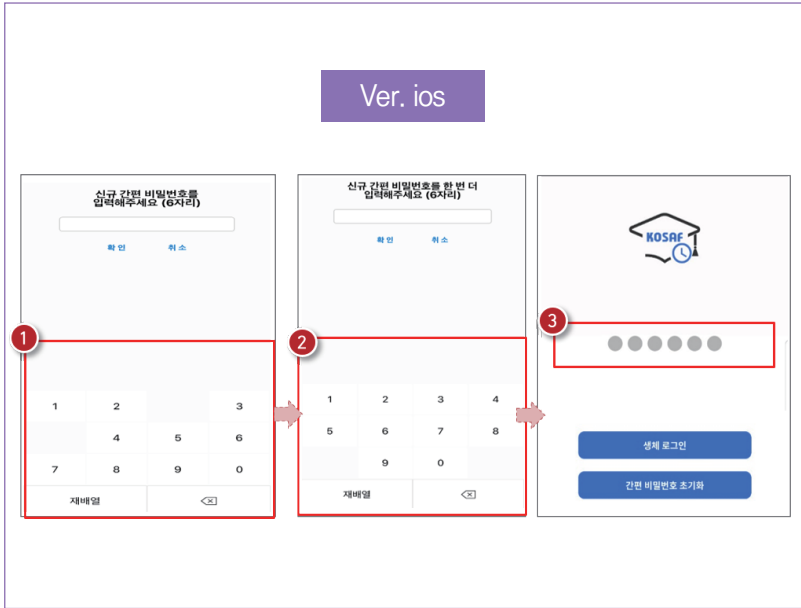 Ver. ios
신규 간편 비밀번호를
입력해주세요 (6자리)
확인 취소
1
1 2 3
4 5 6
7 8 9 0
재배열
신규 간편 비밀번호를 한 번 더
입력해주세요 (6자리)
확인 취소
2
1 2 3 4
5 6 7 8
9 0
재배열
KOSAF
3
생체 로그인
간편 비밀번호 초기화